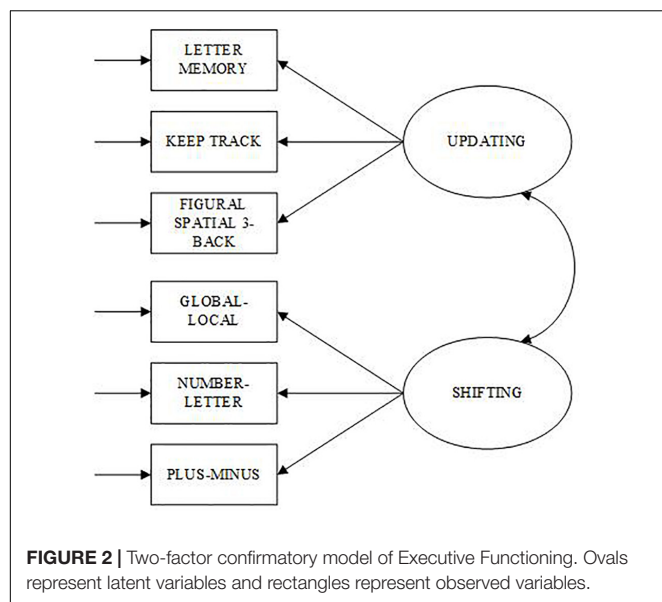 LETTER
MEMORY
KEEP TRACK
UPDATING
FIGURAL
SPATIAL 3-
BACK
GLOBAL-
LOCAL
NUMBER-
LETTER
SHIFTING
PLUS-MINUS
FIGURE 2 | Two-factor confirmatory model of Executive Functioning. Ovals
represent latent variables and rectangles represent observed variables.